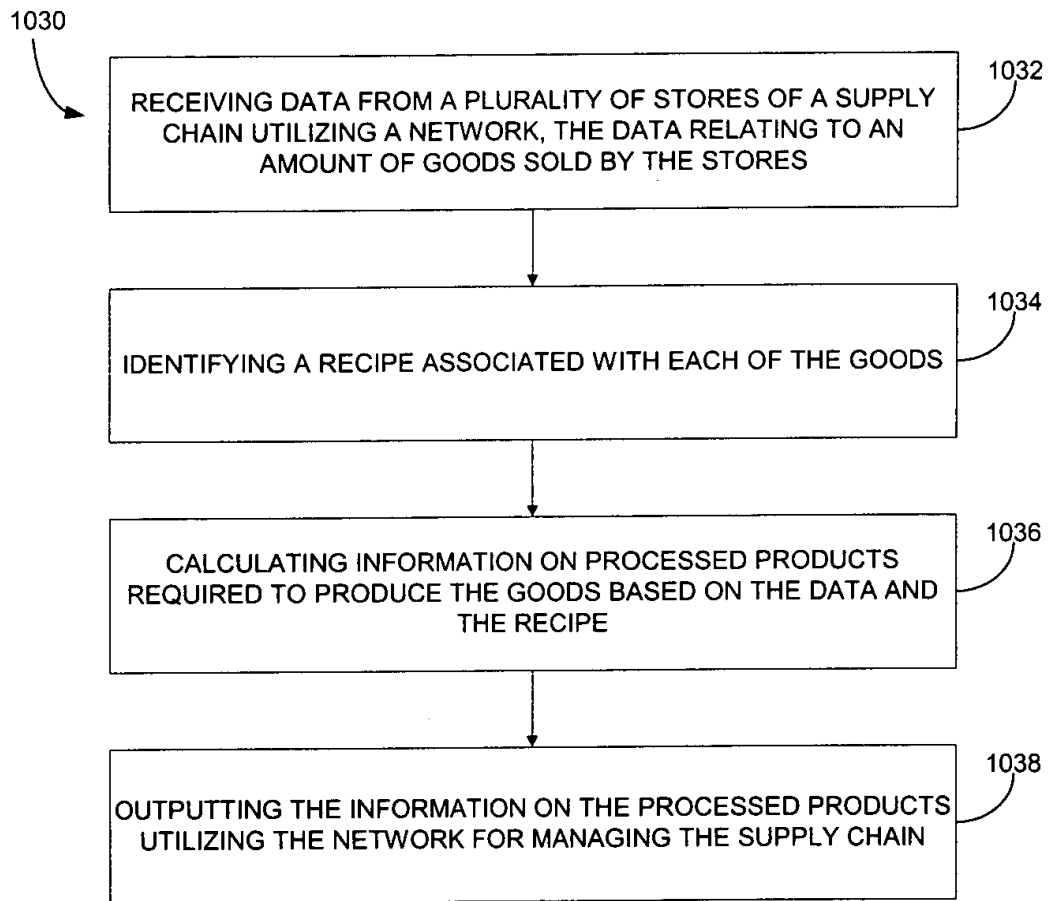 1030
1032
RECEIVING DATA FROM A PLURALITY OF STORES OF A SUPPLY
CHAIN UTILIZING A NETWORK, THE DATA RELATING TO AN
AMOUNT OF GOODS SOLD BY THE STORES
1034
IDENTIFYING A RECIPE ASSOCIATED WITH EACH OF THE GOODS
1036
CALCULATING INFORMATION ON PROCESSED PRODUCTS
REQUIRED TO PRODUCE THE GOODS BASED ON THE DATA AND
THE RECIPE
1038
OUTPUTTING THE INFORMATION ON THE PROCESSED PRODUCTS
UTILIZING THE NETWORK FOR MANAGING THE SUPPLY CHAIN